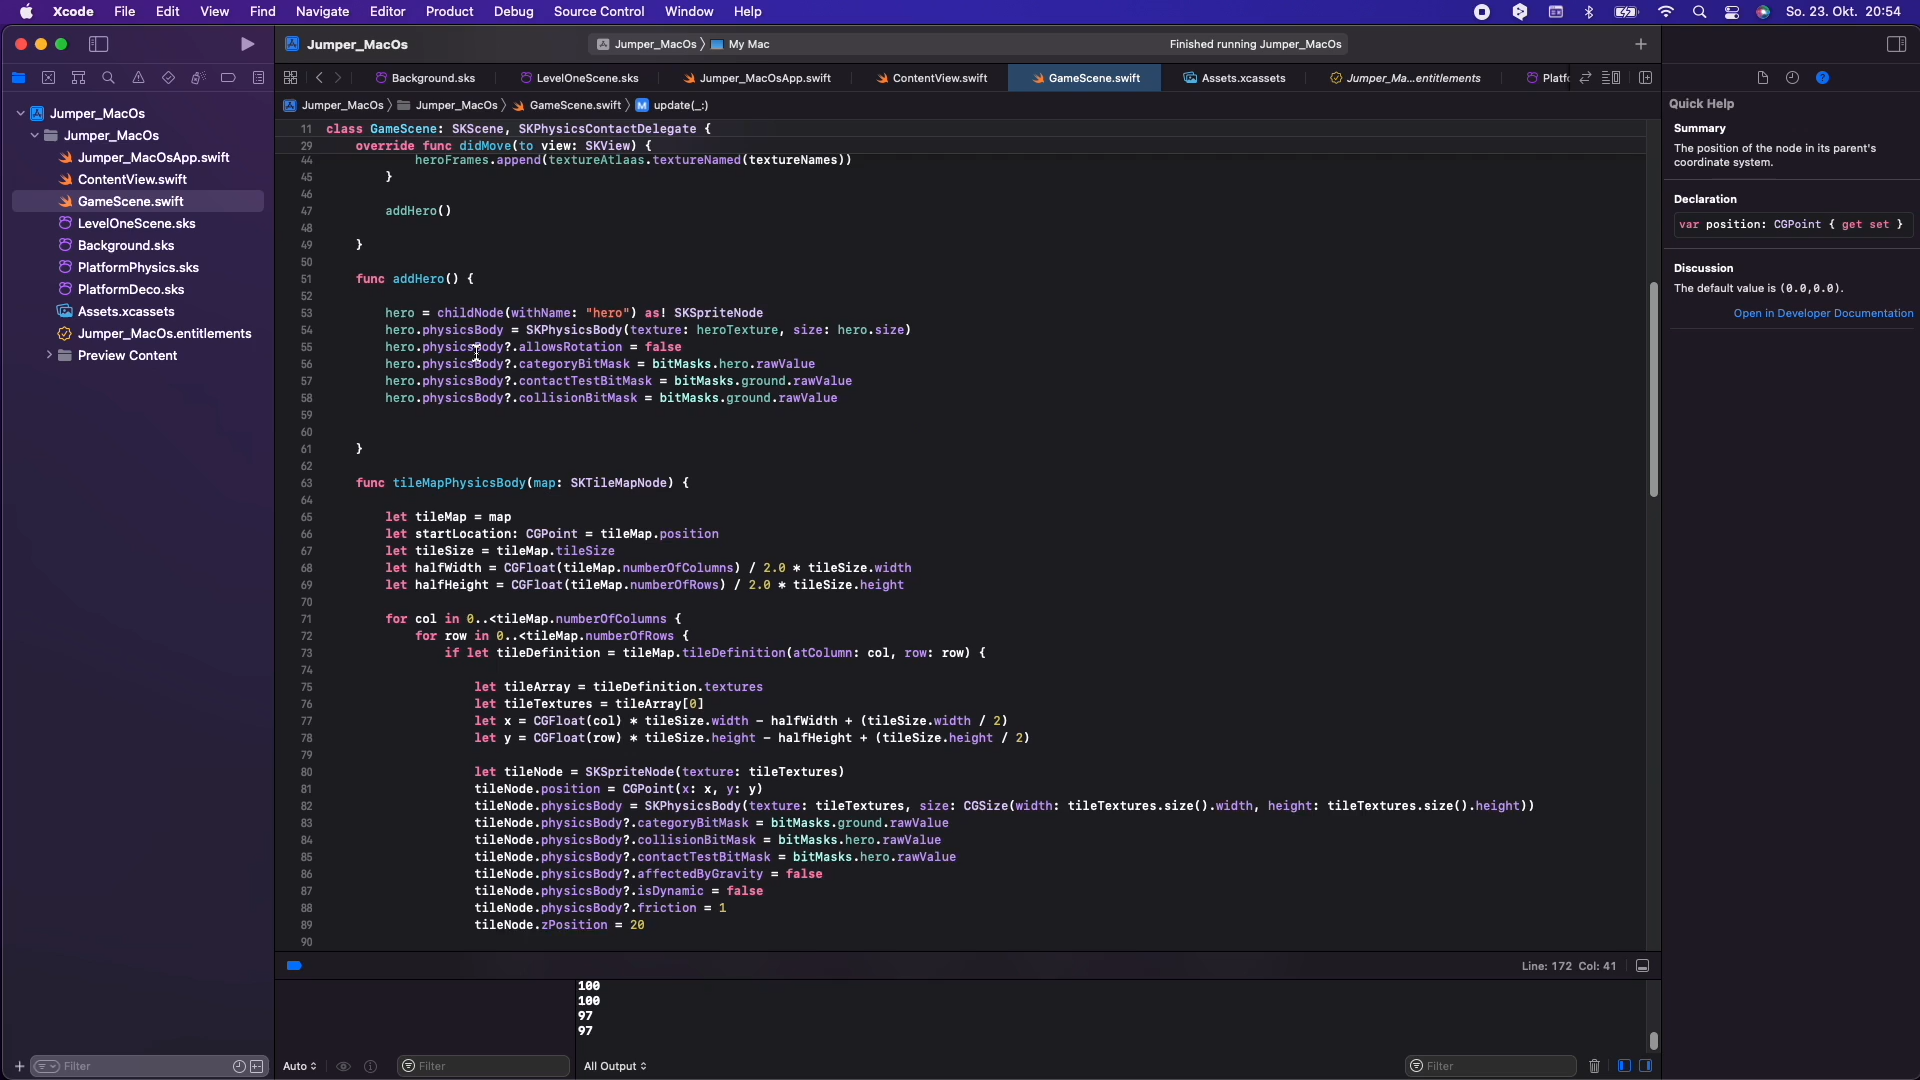 Xcode File Edit View Find Navigate Editor Product Debug Source Control Window Help So. 23. Okt. 20:54
Jumper_MacOs Jumper_MacOs My Mac Finished running Jumper_MacOs
Background.sks LevelOneScene.sks Jumper_MacOsApp.swift ContentView.swift GameScene.swift Assets.xcassets Jumper_Ma...entitlements
Jumper_MacOs Jumper_MacOs GameScene.swift M update(_:)
Jumper_MacOs
Jumper_MacOs
Jumper_MacOsApp.swift
ContentView.swift
GameScene.swift
LevelOneScene.sks
Background.sks
PlatformPhysics.sks
PlatformDeco.sks
Assets.xcassets
Jumper_MacOs.entitlements
Preview Content
Filter
11 class GameScene: SKScene, SKPhysicsContactDelegate {
29 override func didMove(to view: SKView) {
44 heroFrames.append(textureAtlaas.textureNamed(textureNames))
45 }
46
47 addHero()
48
49 }
50
51 func addHero() {
52
53 hero = childNode(withName: "hero") as! SKSpriteNode
54 hero.physicsBody = SKPhysicsBody(texture: heroTexture, size: hero.size)
55 hero.physicsBody?.allowsRotation = false
56 hero.physicsBody?.categoryBitMask = bitMasks.hero.rawValue
57 hero.physicsBody?.contactTestBitMask = bitMasks.ground.rawValue
58 hero.physicsBody?.collisionBitMask = bitMasks.ground.rawValue
59
60
61 }
62
63 func tileMapPhysicsBody(map: SKTileMapNode) {
64
65 let tileMap = map
66 let startLocation: CGPoint = tileMap.position
67 let tileSize = tileMap.tileSize
68 let halfWidth = CGFloat(tileMap.numberOfColumns) / 2.0 * tileSize.width
69 let halfHeight = CGFloat(tileMap.numberOfRows) / 2.0 * tileSize.height
70
71 for col in 0..<tileMap.numberOfColumns {
72 for row in 0..<tileMap.numberOfRows {
73 if let tileDefinition = tileMap.tileDefinition(atColumn: col, row: row) {
74
75 let tileArray = tileDefinition.textures
76 let tileTextures = tileArray[0]
77 let x = CGFloat(col) * tileSize.width - halfWidth + (tileSize.width / 2)
78 let y = CGFloat(row) * tileSize.height - halfHeight + (tileSize.height / 2)
79
80 let tileNode = SKSpriteNode(texture: tileTextures)
81 tileNode.position = CGPoint(x: x, y: y)
82 tileNode.physicsBody = SKPhysicsBody(texture: tileTextures, size: CGSize(width: tileTextures.size().width, height: tileTextures.size().height))
83 tileNode.physicsBody?.categoryBitMask = bitMasks.ground.rawValue
84 tileNode.physicsBody?.collisionBitMask = bitMasks.hero.rawValue
85 tileNode.physicsBody?.contactTestBitMask = bitMasks.hero.rawValue
86 tileNode.physicsBody?.affectedByGravity = false
87 tileNode.physicsBody?.isDynamic = false
88 tileNode.physicsBody?.friction = 1
89 tileNode.zPosition = 20
90
Line: 172 Col: 41
100
100
97
97
Auto Filter All Output Filter
Quick Help
Summary
The position of the node in its parent's
coordinate system.
Declaration
var position: CGPoint { get set }
Discussion
The default value is (0.0,0.0).
Open in Developer Documentation